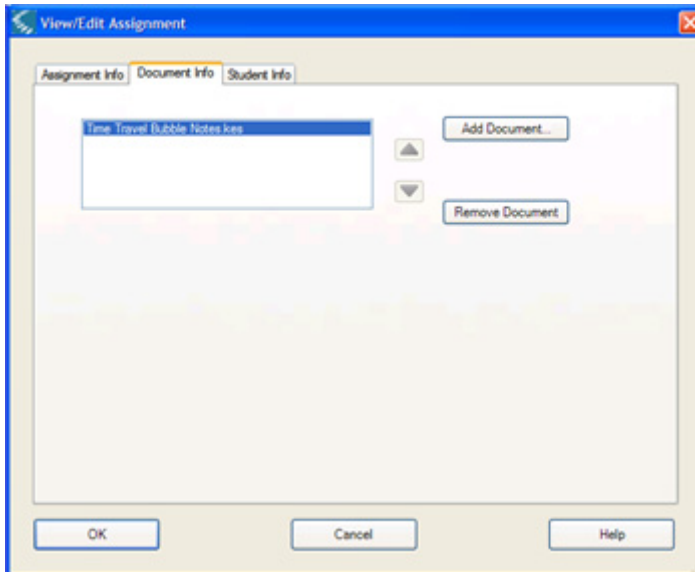 View/Edit Assignment
Assignment Info Document Info Student Info
Time Travel Bubble Notes.kes
Add Document...
Remove Document
OK Cancel Help